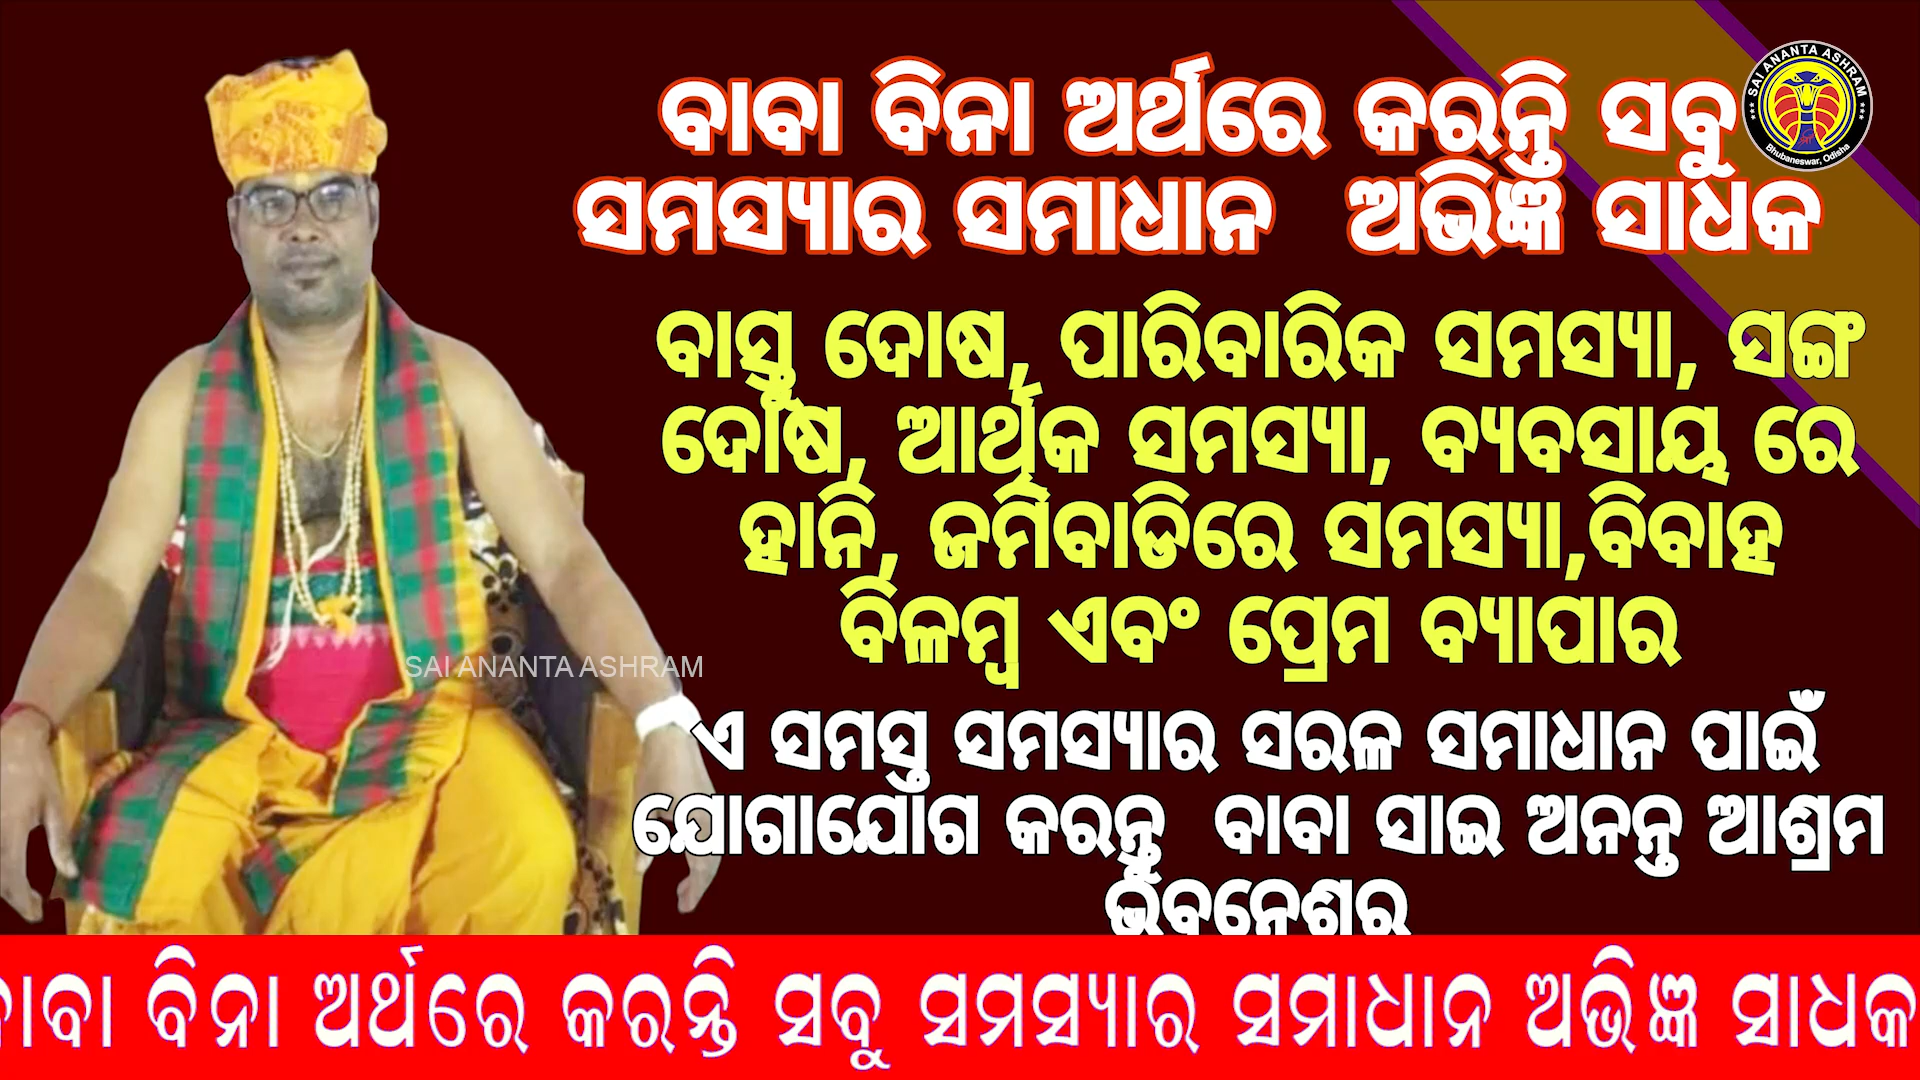 ବାବା ବିନା ଅର୍ଥରେ କରନ୍ତି ସବୁ
ସମସ୍ୟାର ସମାଧାନ ଅଭିଜ୍ଞ ସାଧକ
SAI ANANTA ASHRAM
Bhubaneswar, Odisha
ବାସ୍ତୁ ଦୋଷ, ପାରିବାରିକ ସମସ୍ୟା, ସଙ୍ଗ
ଦୋଷ, ଆର୍ଥିକ ସମସ୍ୟା, ବ୍ୟବସାୟ ରେ
ହାନି, ଜମିବାଡିରେ ସମସ୍ୟା,ବିବାହ
ବିଳମ୍ବ ଏବଂ ପ୍ରେମ ବ୍ୟାପାର
SAI ANANTA ASHRAM
ଏ ସମସ୍ତ ସମସ୍ୟାର ସରଳ ସମାଧାନ ପାଇଁ
ଯୋଗାଯୋଗ କରନ୍ତୁ ବାବା ସାଇ ଅନନ୍ତ ଆଶ୍ରମ
ବାବା ବିନା ଅର୍ଥରେ କରନ୍ତି ସବୁ ସମସ୍ୟାର ସମାଧାନ ଅଭିଜ୍ଞ ସାଧକ